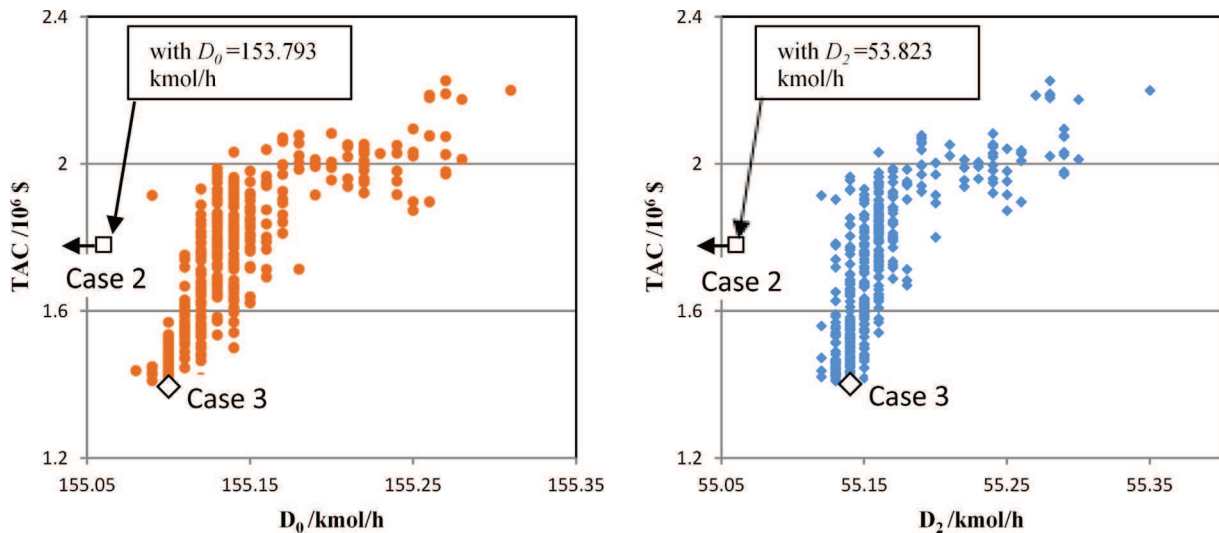 2.4
with D₀ =153.793
kmol/h
2
TAC /10⁶ $
Case 2
1.6
Case 3
1.2
155.05
155.15
155.25
155.35
D₀ /kmol/h
2.4
with D₂ =53.823
kmol/h
2
TAC /10⁶ $
Case 2
1.6
Case 3
1.2
55.05
55.15
55.25
55.35
D₂ /kmol/h